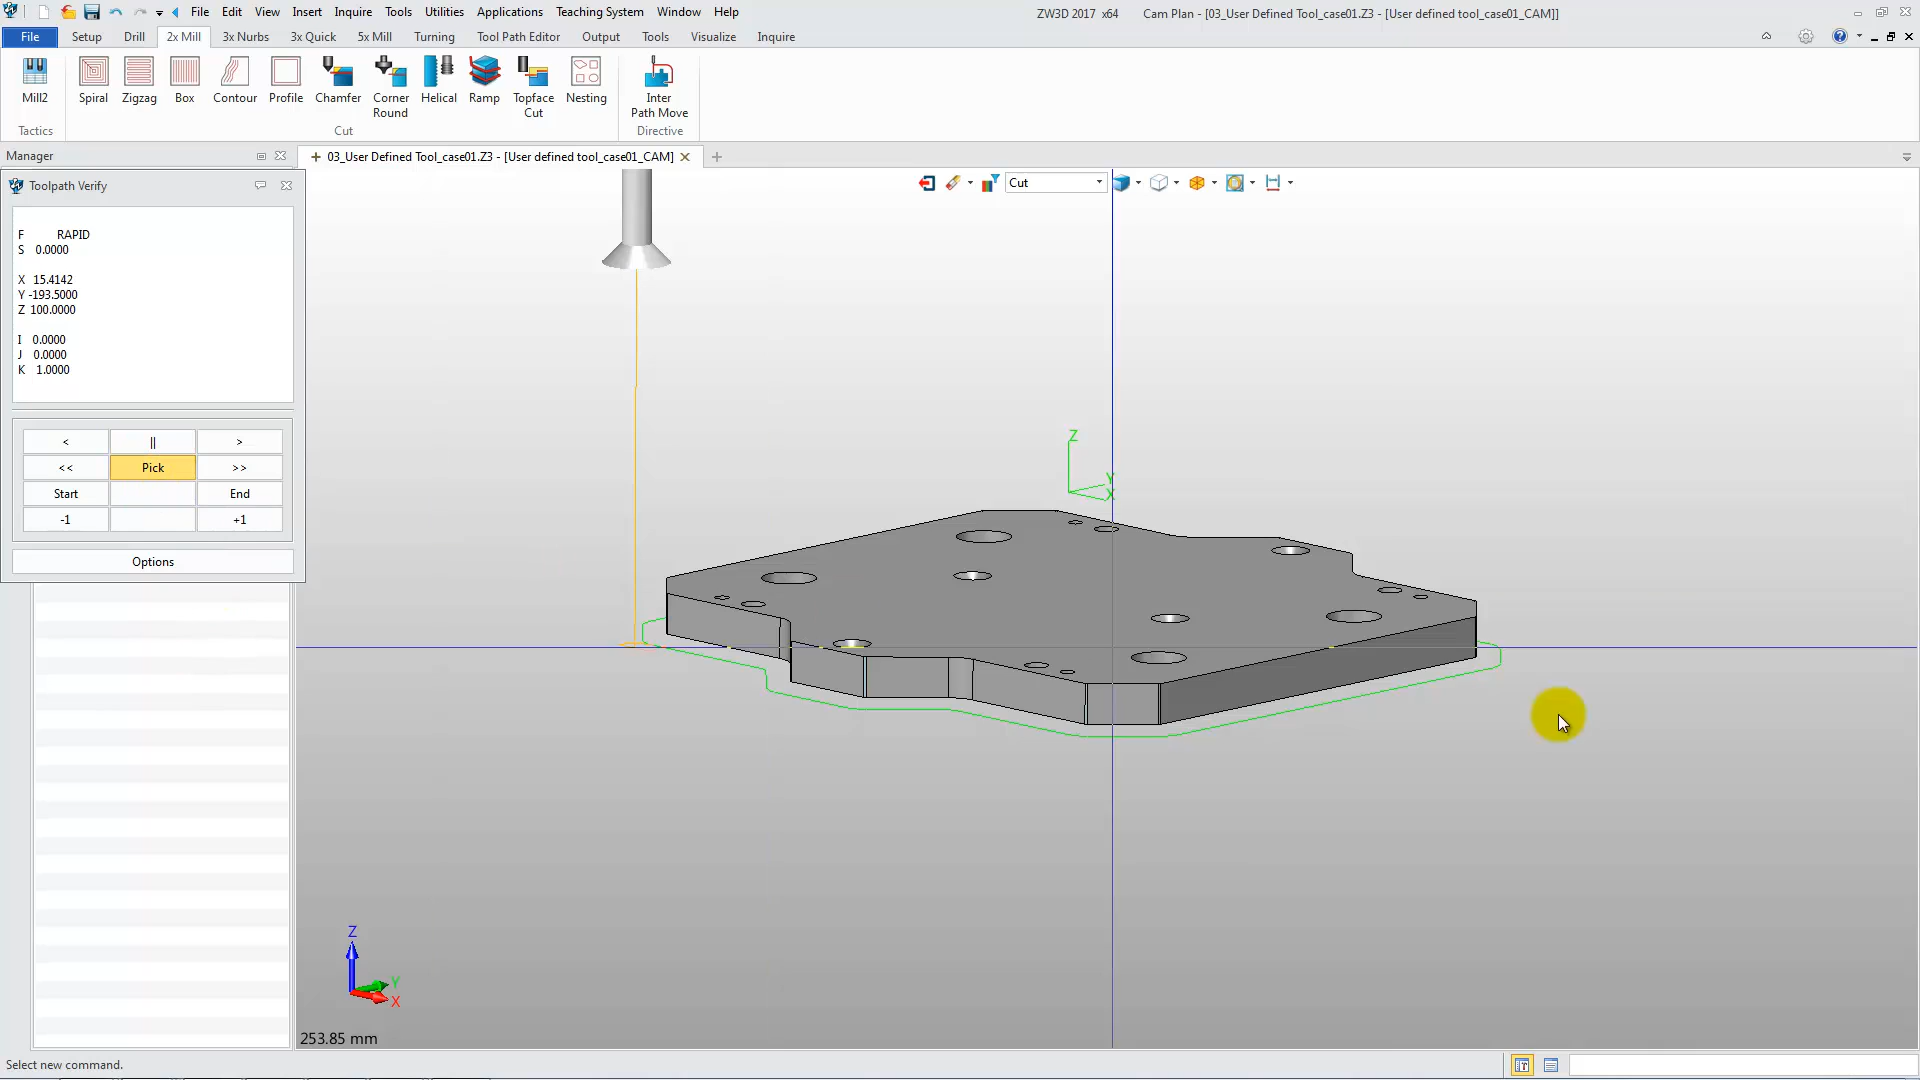 File Edit View Insert Inquire Tools Utilities Applications Teaching System Window Help
ZW3D 2017 x64 Cam Plan - [03_User Defined Tool_case01.Z3 - [User defined tool_case01_CAM]]
File Setup Drill 2x Mill 3x Nurbs 3x Quick 5x Mill Turning Tool Path Editor Output Tools Visualize Inquire
Mill2 Spiral Zigzag Box Contour Profile Chamfer Corner Round Helical Ramp Topface Cut Nesting Inter Path Move
Tactics Cut Directive
Manager
03_User Defined Tool_case01.Z3 - [User defined tool_case01_CAM]
Toolpath Verify
Cut
F RAPID
S 0.0000
X 15.4142
Y -193.5000
Z 100.0000
I 0.0000
J 0.0000
K 1.0000
< || >
<< Pick >>
Start End
-1 +1
Options
Z
Y
X
Z
Y
X
253.85 mm
Select new command.